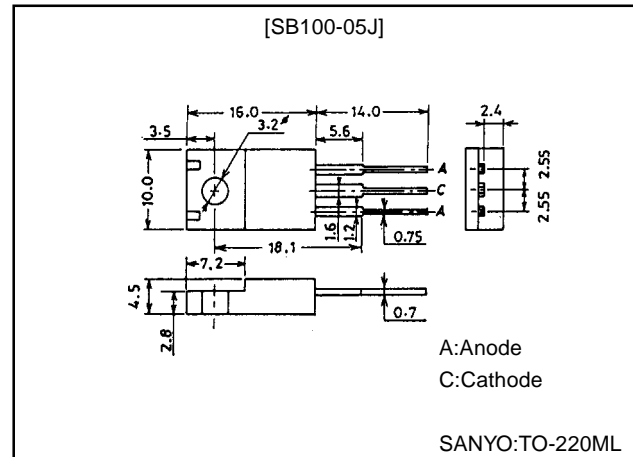 [SB100-05J]
16.0 14.0
3.5 3.2ø 5.6 2.4
10.0
A
C
A
2.55
2.55
1.6 1.2 0.75
18.1
7.2
4.5
2.8
0.7
A:Anode
C:Cathode
SANYO:TO-220ML